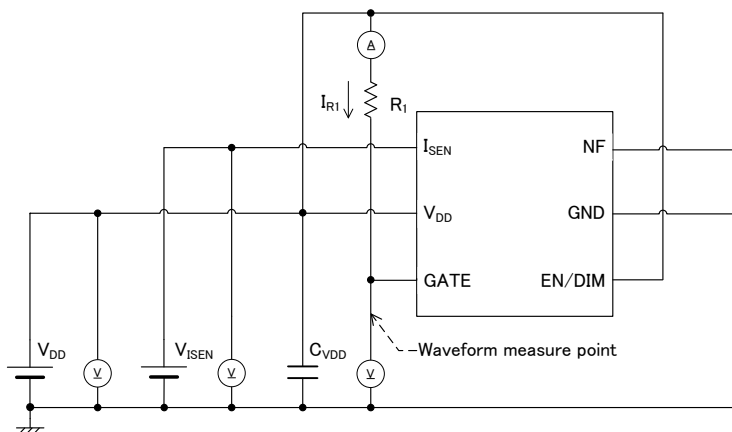 A
I_R1
R_1
I_SEN
NF
V_DD
GND
GATE
EN/DIM
V_DD
V
V_ISEN
V
C_VDD
V
Waveform measure point